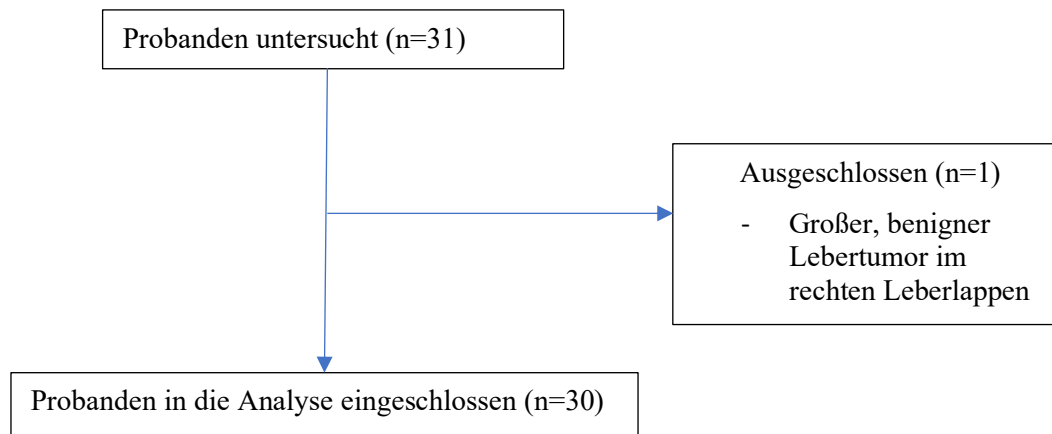 Probanden untersucht (n=31)
Ausgeschlossen (n=1)
- Großer, benigner
Lebertumor im
rechten Leberlappen
Probanden in die Analyse eingeschlossen (n=30)